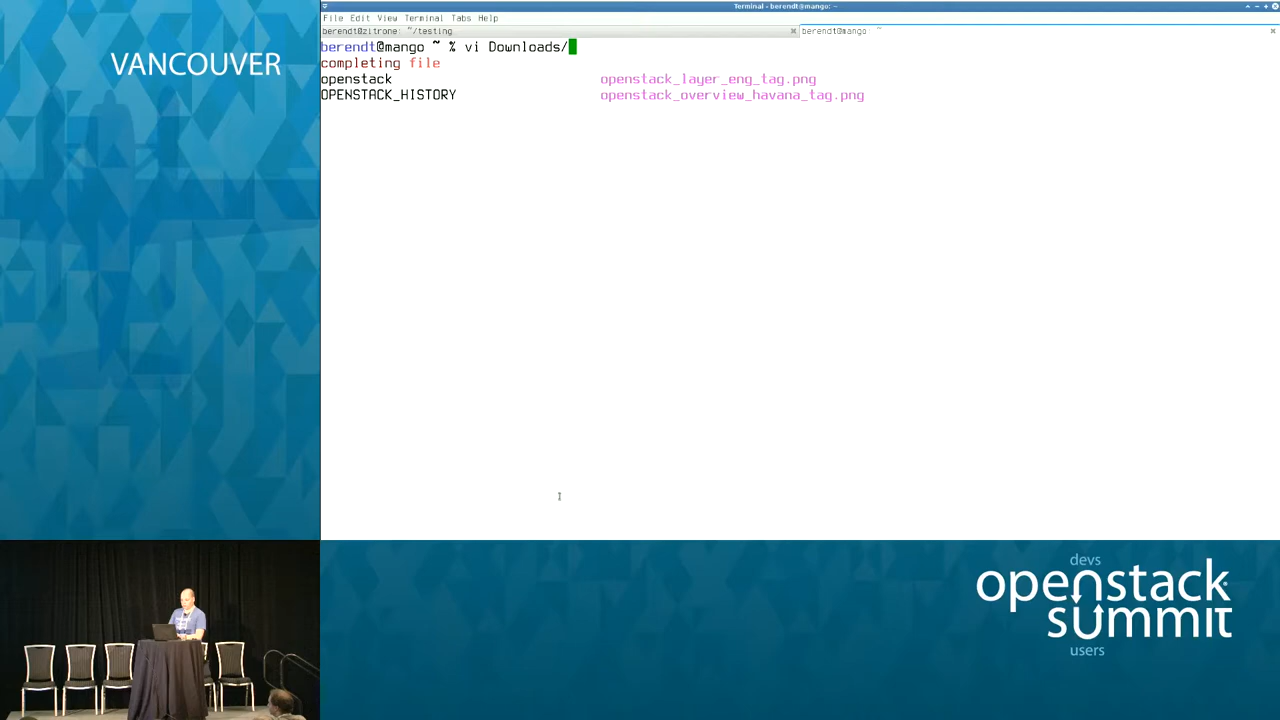 VANCOUVER
Terminal - berendt@mango: ~
File Edit View Terminal Tabs Help
berendt@zitrone: ~/testing
berendt@mango: ~
berendt@mango ~ % vi Downloads/
completing file
openstack openstack_layer_eng_tag.png
OPENSTACK_HISTORY openstack_overview_havana_tag.png
devs
openstack
summit
users